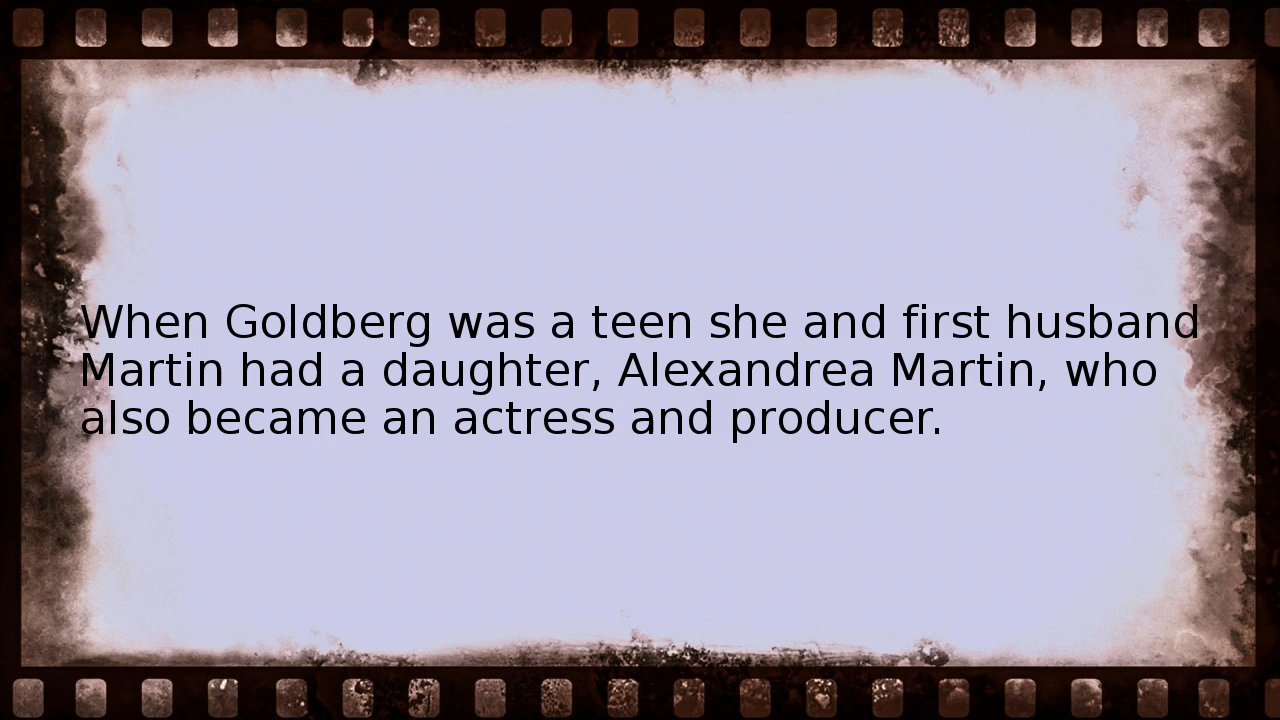 When Goldberg was a teen she and first husband
Martin had a daughter, Alexandrea Martin, who
also became an actress and producer.